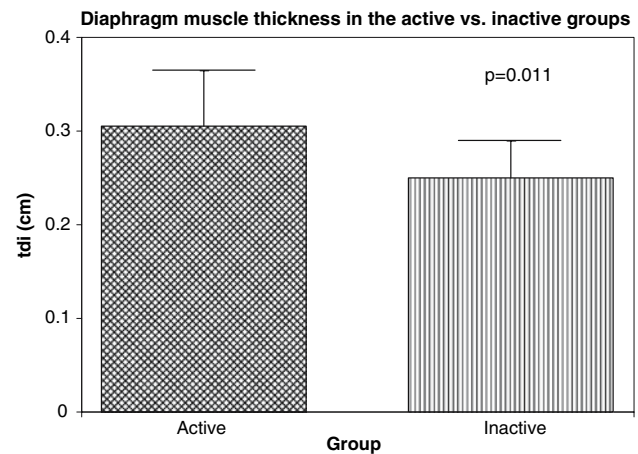 Diaphragm muscle thickness in the active vs. inactive groups
0.4
p=0.011
0.3
tdi (cm)
0.2
0.1
0
Active Inactive
Group